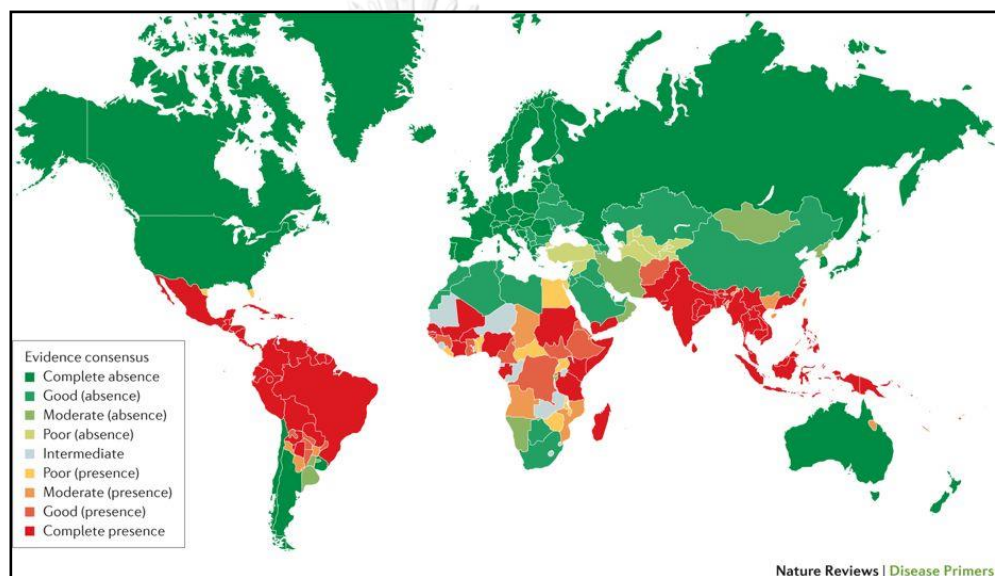 Evidence consensus
Complete absence
Good (absence)
Moderate (absence)
Poor (absence)
Intermediate
Poor (presence)
Moderate (presence)
Good (presence)
Complete presence
Nature Reviews | Disease Primers